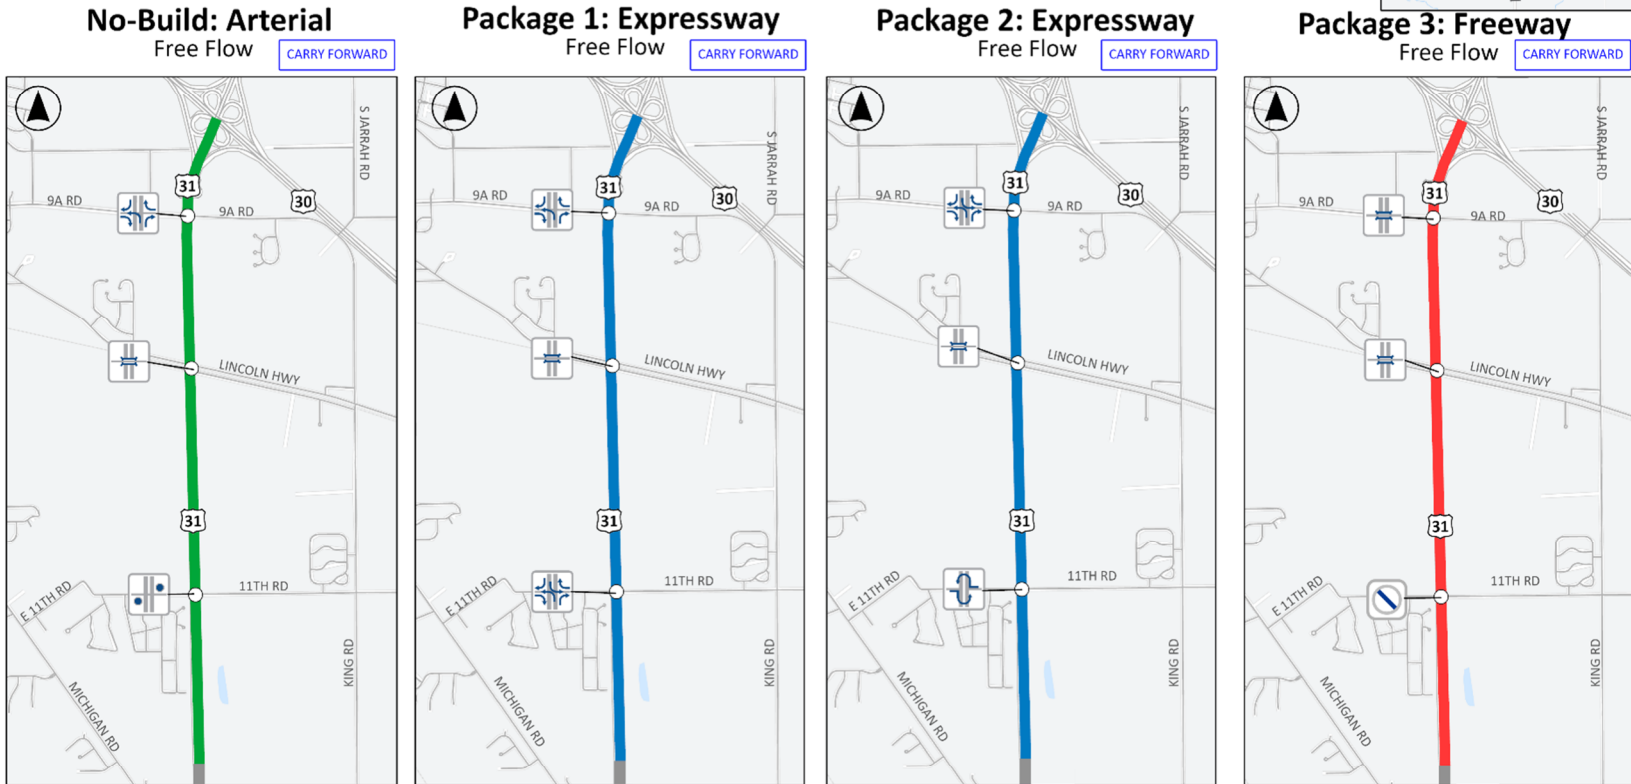 No-Build: Arterial
Free Flow
CARRY FORWARD
S JARRAH RD
31
30
9A RD
9A RD
LINCOLN HWY
31
11TH RD
E 11TH RD
KING RD
MICHIGAN RD
Package 1: Expressway
Free Flow
CARRY FORWARD
S JARRAH RD
31
30
9A RD
9A RD
LINCOLN HWY
31
11TH RD
E 11TH RD
KING RD
MICHIGAN RD
Package 2: Expressway
Free Flow
CARRY FORWARD
S JARRAH RD
31
30
9A RD
9A RD
LINCOLN HWY
31
11TH RD
E 11TH RD
KING RD
MICHIGAN RD
Package 3: Freeway
Free Flow
CARRY FORWARD
S JARRAH RD
31
30
9A RD
9A RD
LINCOLN HWY
31
11TH RD
E 11TH RD
KING RD
MICHIGAN RD